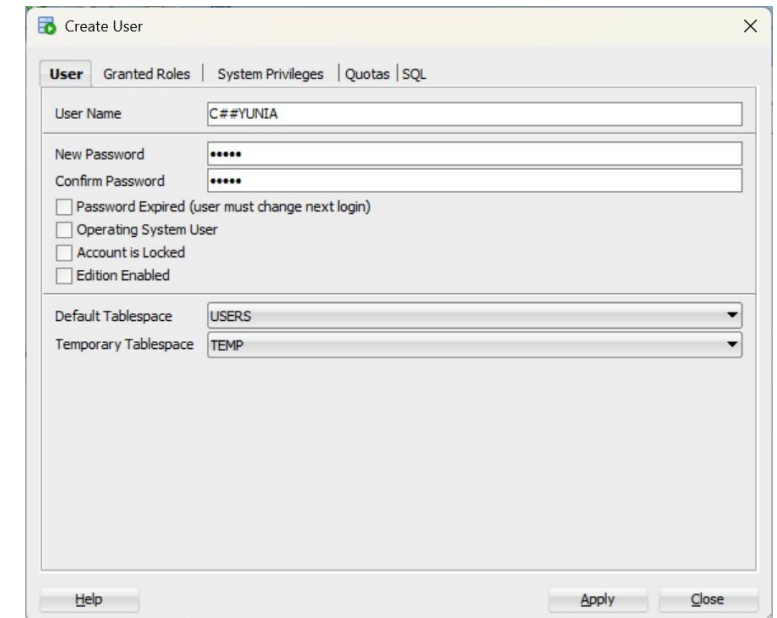 Create User
User Granted Roles System Privileges Quotas SQL
User Name C##YUNIA
New Password •••••
Confirm Password •••••
Password Expired (user must change next login)
Operating System User
Account is Locked
Edition Enabled
Default Tablespace USERS
Temporary Tablespace TEMP
Help Apply Close